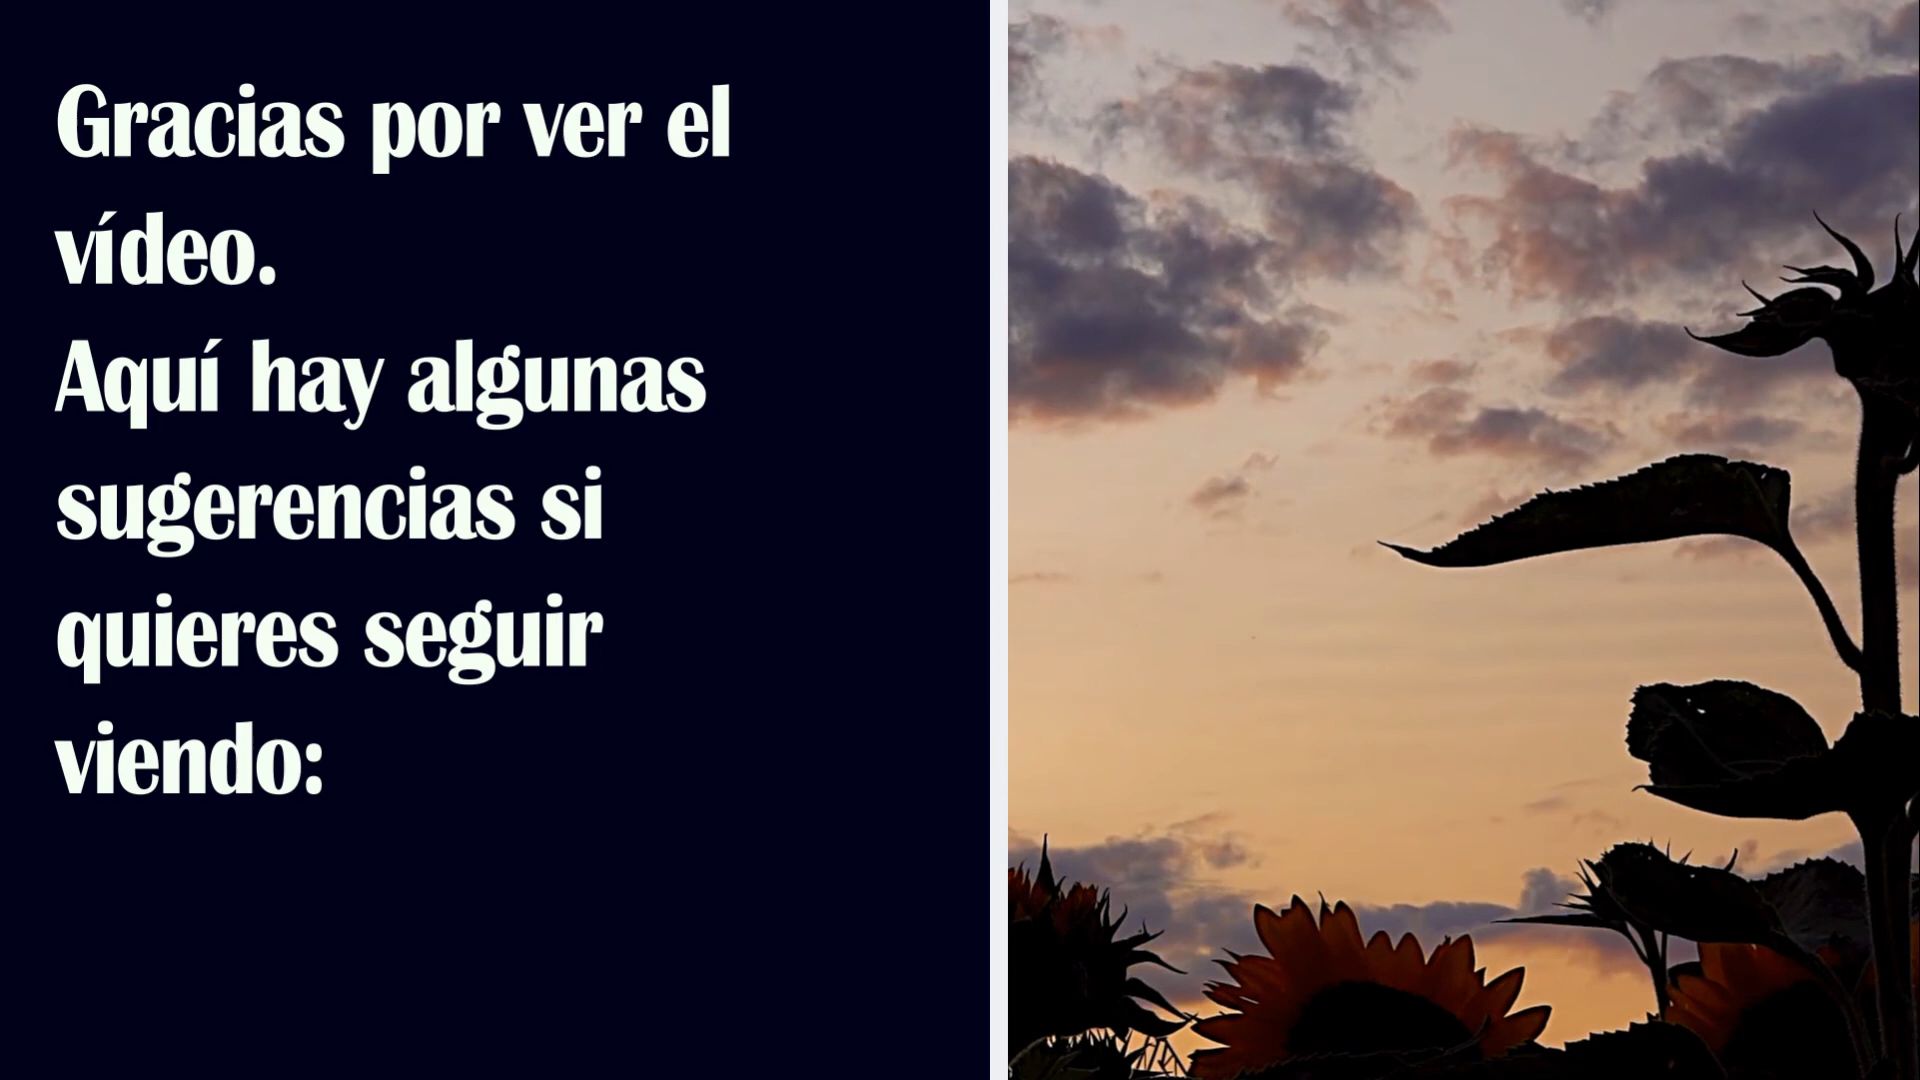 Gracias por ver el
vídeo.
Aquí hay algunas
sugerencias si
quieres seguir
viendo: